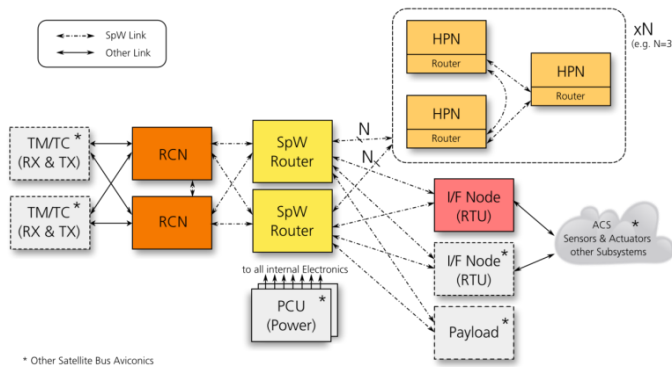 SpW Link
Other Link
xN
(e.g. N=3
HPN
Router
HPN
Router
HPN
Router
TM/TC *
(RX & TX)
RCN
SpW
Router
N
N
TM/TC *
(RX & TX)
RCN
SpW
Router
I/F Node
(RTU)
ACS *
Sensors & Actuators
other Subsystems
to all internal Electronics
I/F Node *
(RTU)
PCU *
(Power)
Payload *
* Other Satellite Bus Aviconics